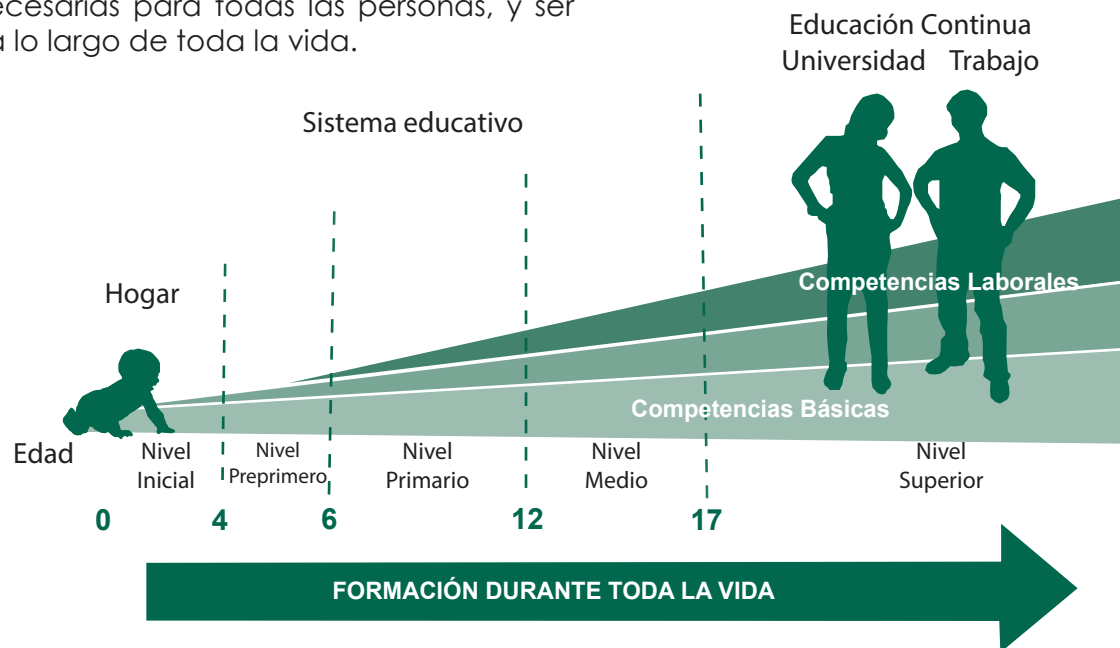 ecesarias para todas las personas, y ser
a lo largo de toda la vida.
Educación Continua
Universidad Trabajo
Sistema educativo
Hogar
Competencias Laborales
Competencias Básicas
Edad
Nivel Inicial
Nivel Preprimero
Nivel Primario
Nivel Medio
Nivel Superior
0 4 6 12 17
FORMACIÓN DURANTE TODA LA VIDA